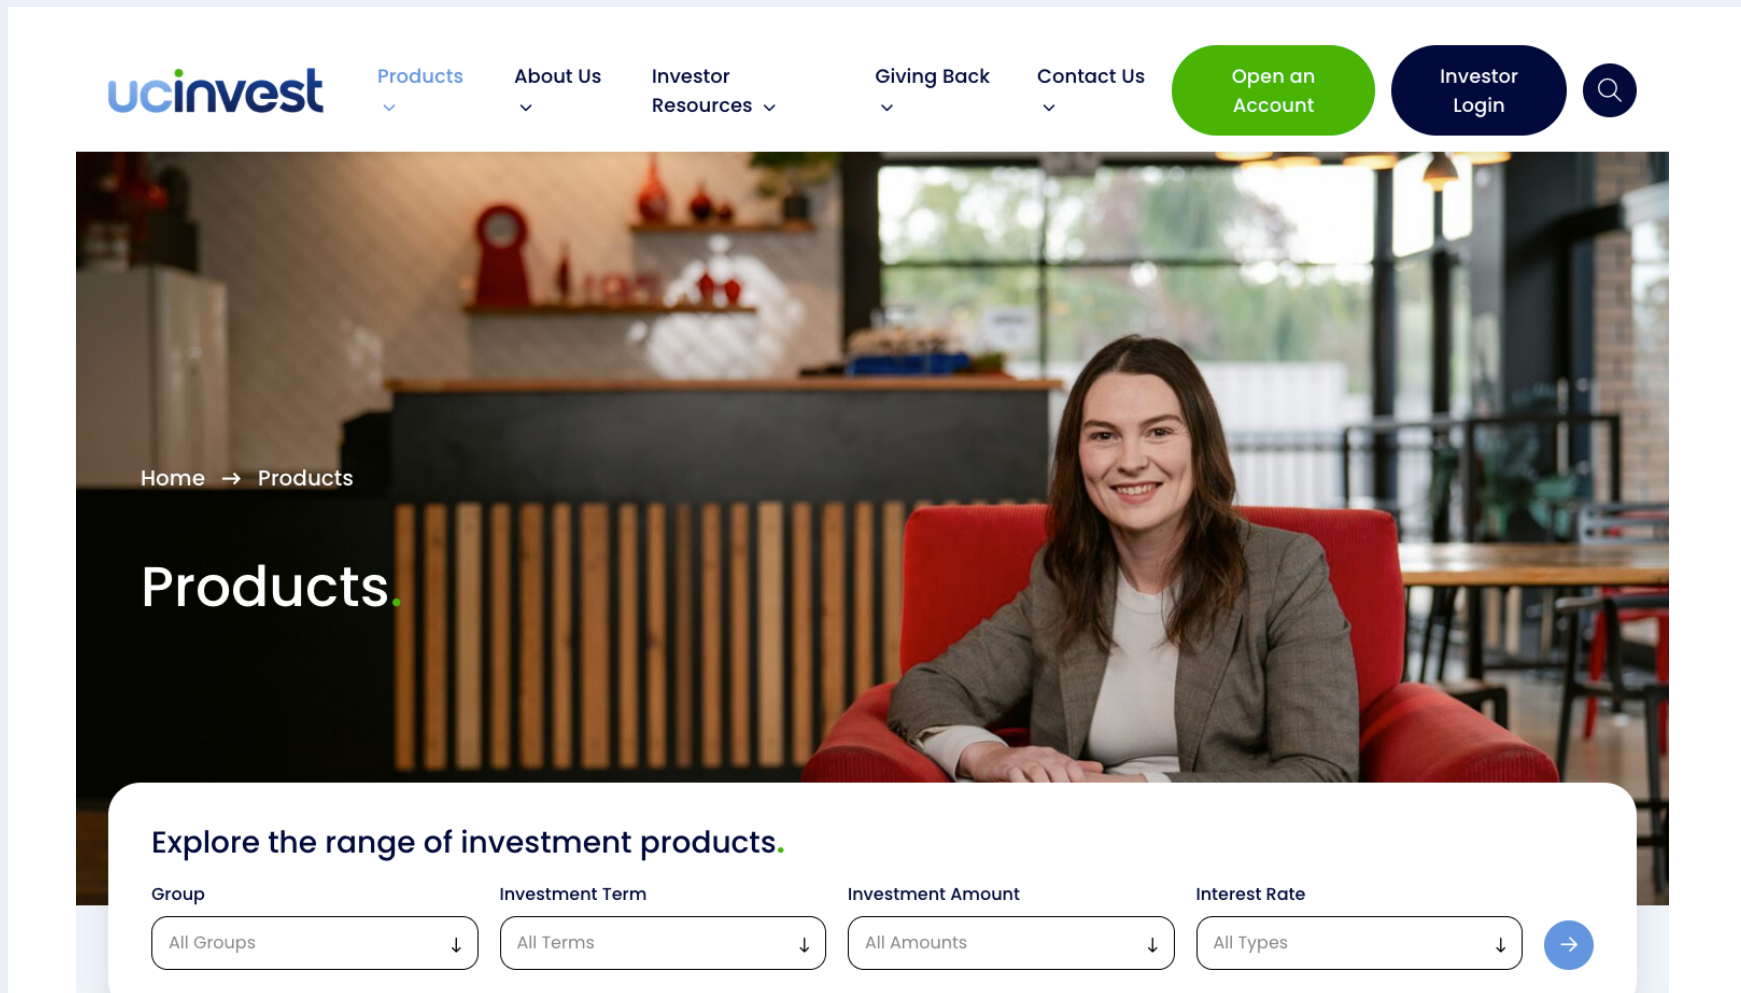 ucinvest
Products
About Us
Investor
Resources
Giving Back
Contact Us
Open an
Account
Investor
Login
Home → Products
Products.
Explore the range of investment products.
Group
Investment Term
Investment Amount
Interest Rate
All Groups
All Terms
All Amounts
All Types